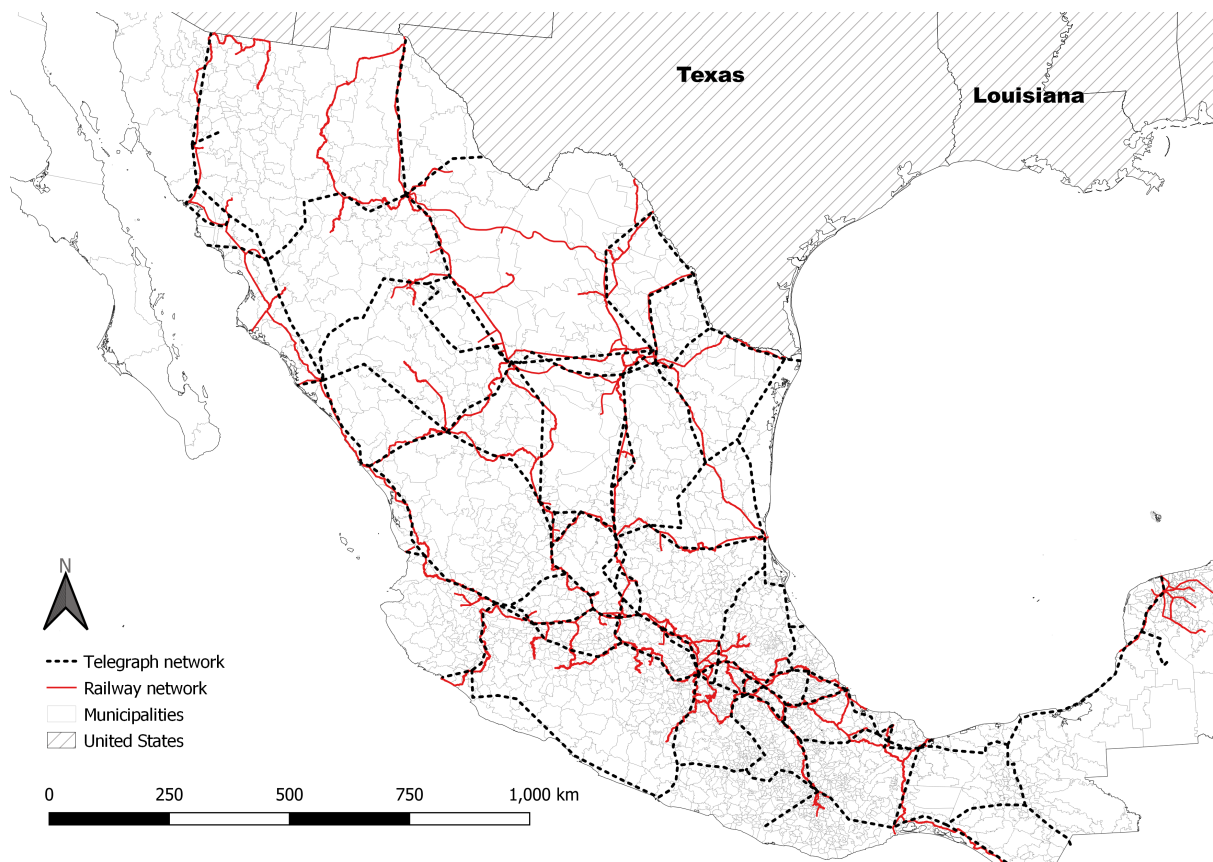 Texas
Louisiana
N
Telegraph network
Railway network
Municipalities
United States
0 250 500 750 1,000 km